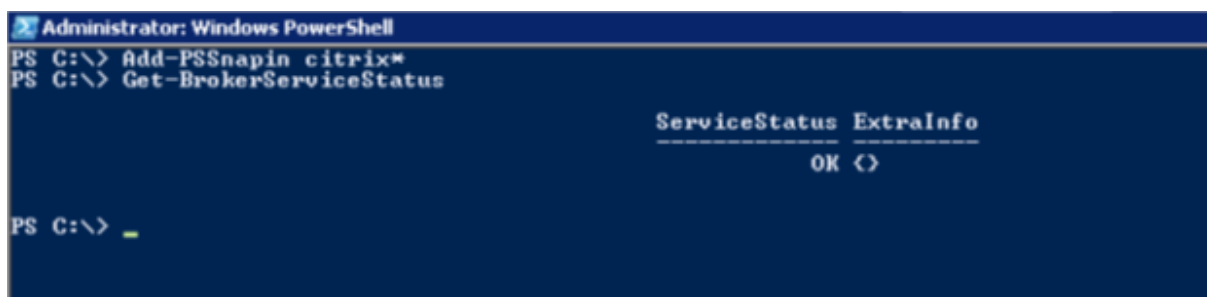 Administrator: Windows PowerShell
PS C:\> Add-PSSnapin citrix*
PS C:\> Get-BrokerServiceStatus
ServiceStatus ExtraInfo
------------- ---------
OK {}
PS C:\> _